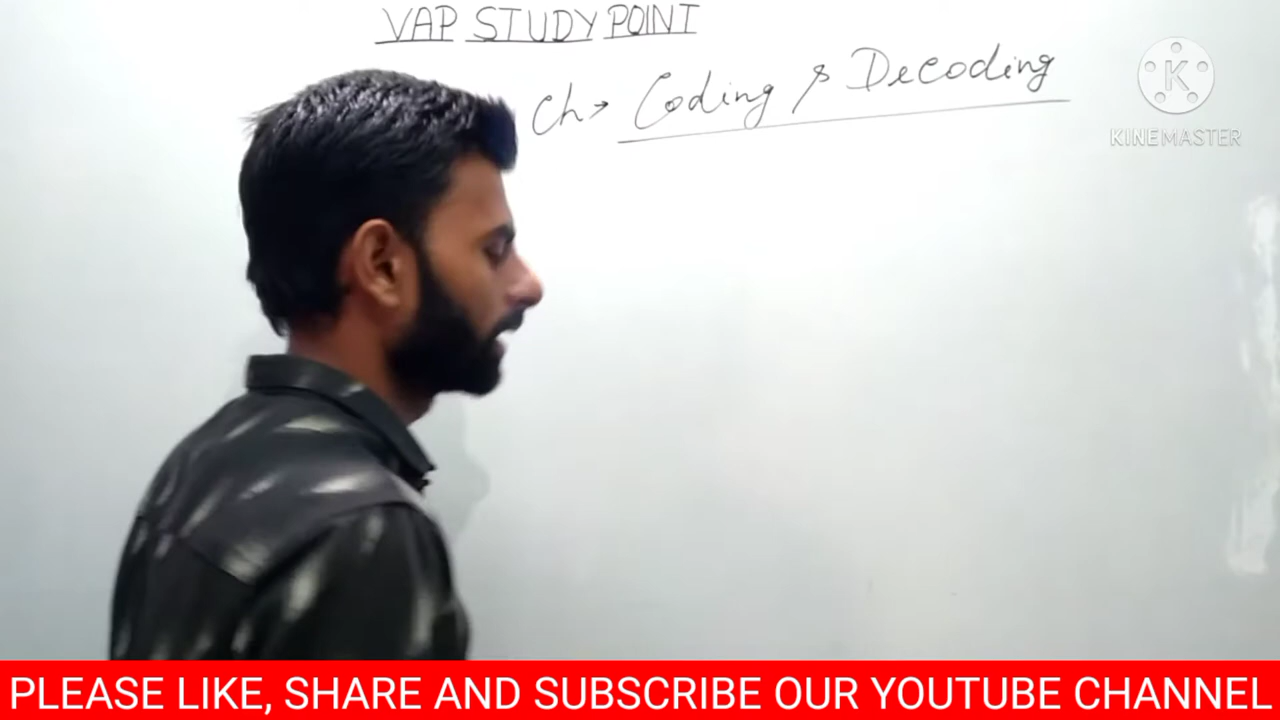 VAP STUDY POINT
Ch→ Coding & Decoding
KINEMASTER
PLEASE LIKE, SHARE AND SUBSCRIBE OUR YOUTUBE CHANNEL